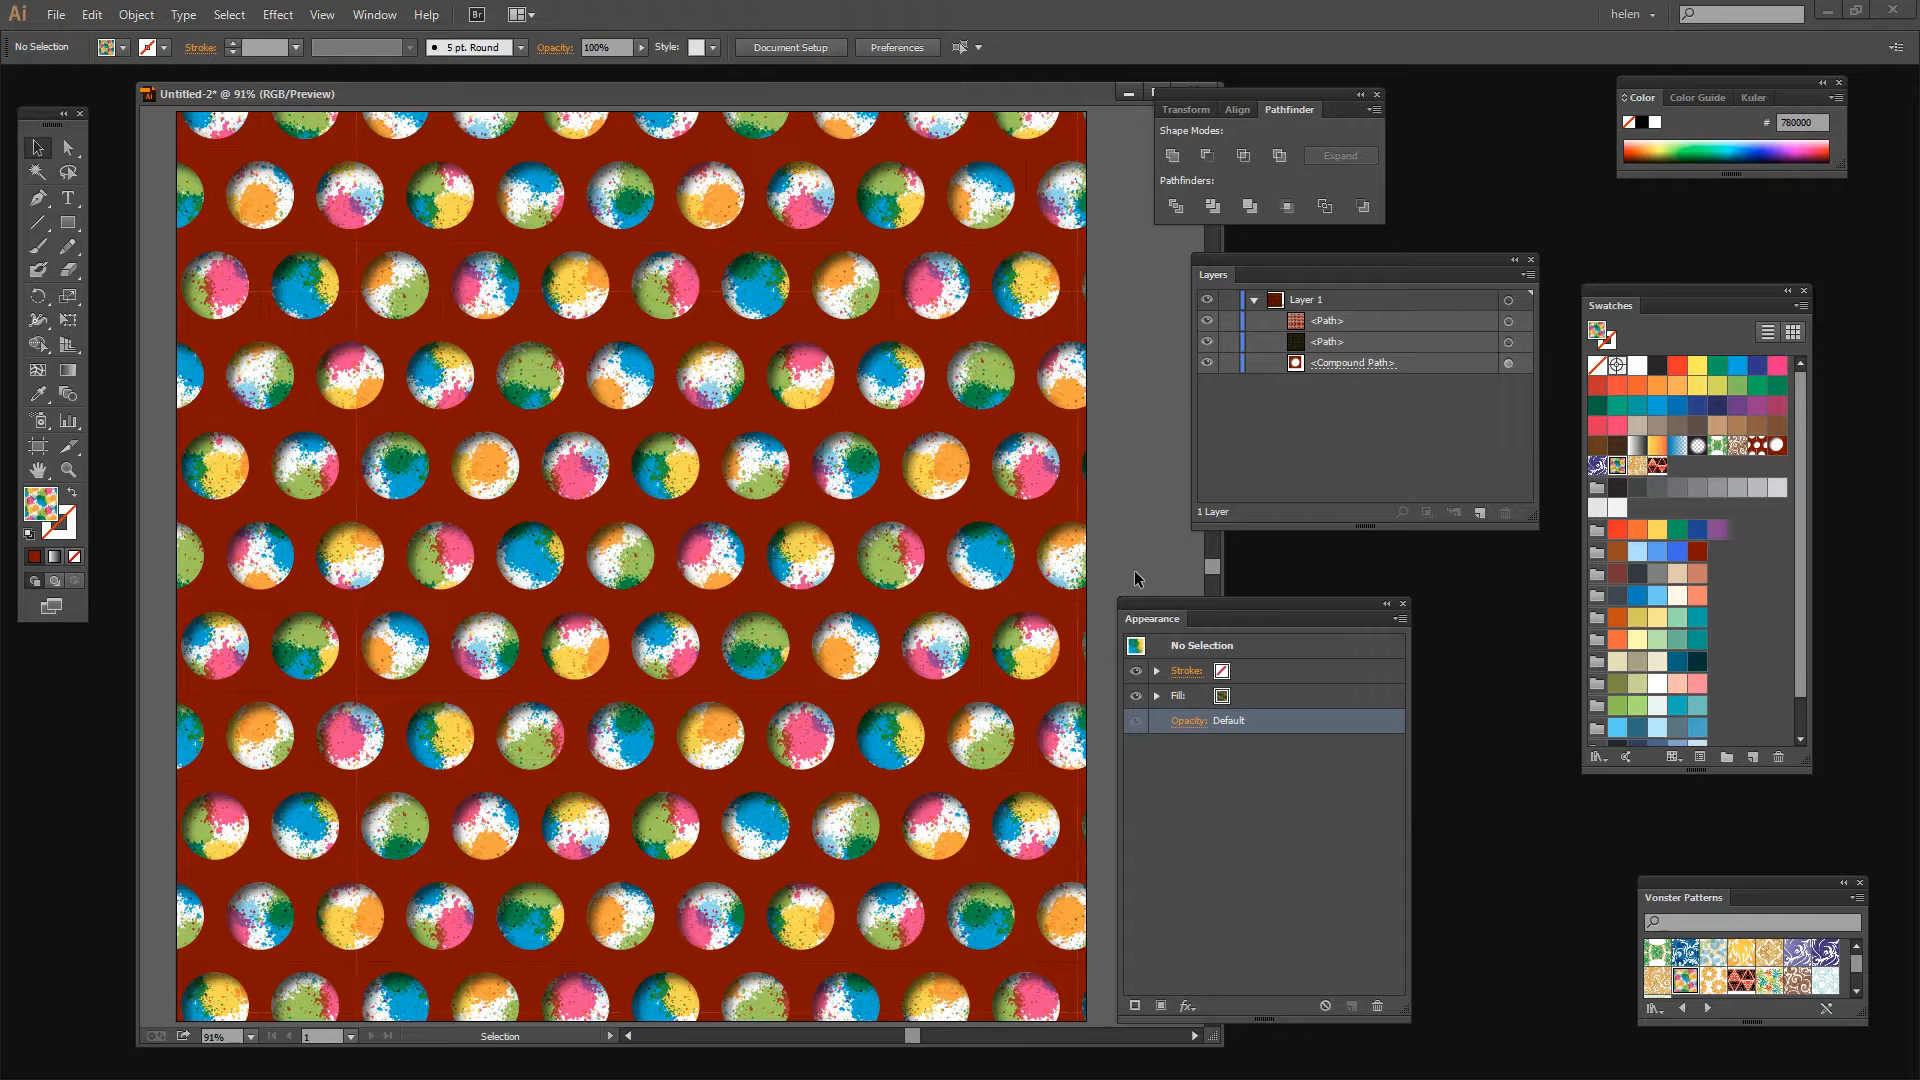 Ai File Edit Object Type Select Effect View Window Help Br helen
No Selection Stroke: 5 pt. Round Opacity: 100% Style: Document Setup Preferences
Untitled-2* @ 91% (RGB/Preview)
Transform Align Pathfinder
Shape Modes:
Expand
Pathfinders:
Color Color Guide Kuler
# 780000
Layers
Layer 1
<Path>
<Path>
<Compound Path>
1 Layer
Swatches
Appearance
No Selection
Stroke:
Fill:
Opacity: Default
Vonster Patterns
fx
91% 1 Selection